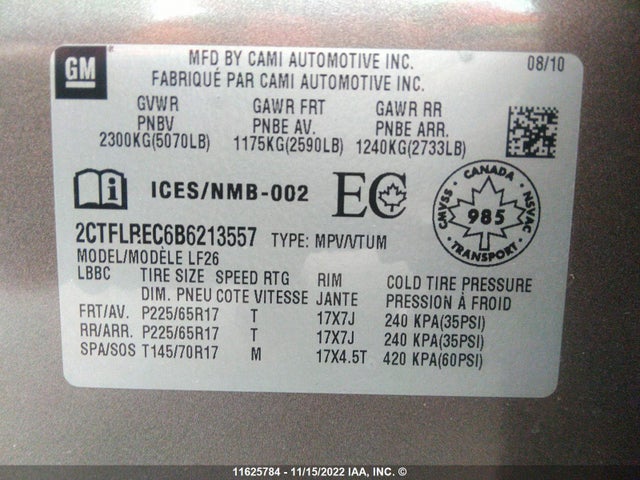 GM
MFD BY CAMI AUTOMOTIVE INC.
08/10
FABRIQUÉ PAR CAMI AUTOMOTIVE INC.
GVWR GAWR FRT GAWR RR
PNBV PNBE AV. PNBE ARR.
2300KG(5070LB) 1175KG(2590LB) 1240KG(2733LB)
i ICES/NMB-002 EC
CANADA
CMVSS 985 NSVAC
TRANSPORT
2CTFLREC6B6213557 TYPE: MPV/VTUM
MODEL/MODÈLE LF26
LBBC TIRE SIZE SPEED RTG RIM COLD TIRE PRESSURE
DIM. PNEU COTE VITESSE JANTE PRESSION À FROID
FRT/AV. P225/65R17 T 17X7J 240 KPA(35PSI)
RR/ARR. P225/65R17 T 17X7J 240 KPA(35PSI)
SPA/SOS T145/70R17 M 17X4.5T 420 KPA(60PSI)
11625784 - 11/15/2022 IAA, INC. ©